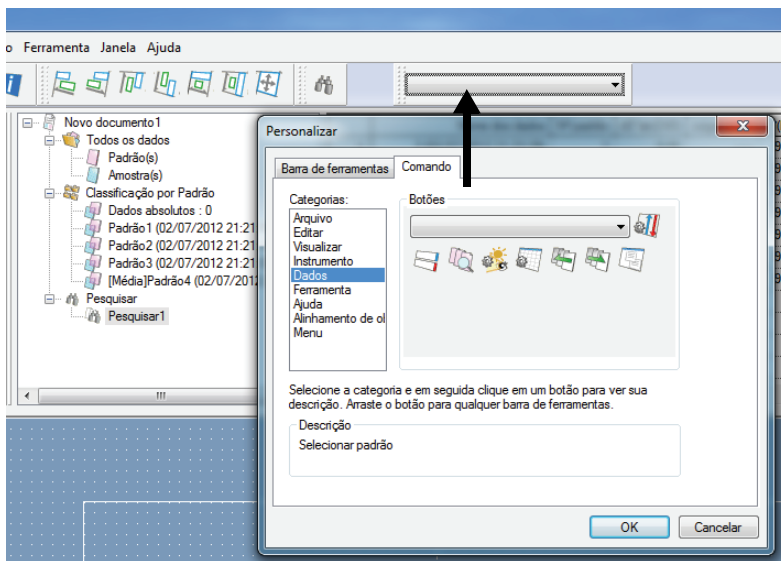 o Ferramenta Janela Ajuda
Novo documento1
Todos os dados
Padrão(s)
Amostra(s)
Classificação por Padrão
Dados absolutos : 0
Padrão1 (02/07/2012 21:21
Padrão2 (02/07/2012 21:21
Padrão3 (02/07/2012 21:21
[Média]Padrão4 (02/07/2012
Pesquisar
Pesquisar1
Personalizar
Barra de ferramentas Comando
Categorias:
Arquivo
Editar
Visualizar
Instrumento
Dados
Ferramenta
Ajuda
Alinhamento de ol
Menu
Botões
Selecione a categoria e em seguida clique em um botão para ver sua
descrição. Arraste o botão para qualquer barra de ferramentas.
Descrição
Selecionar padrão
OK Cancelar